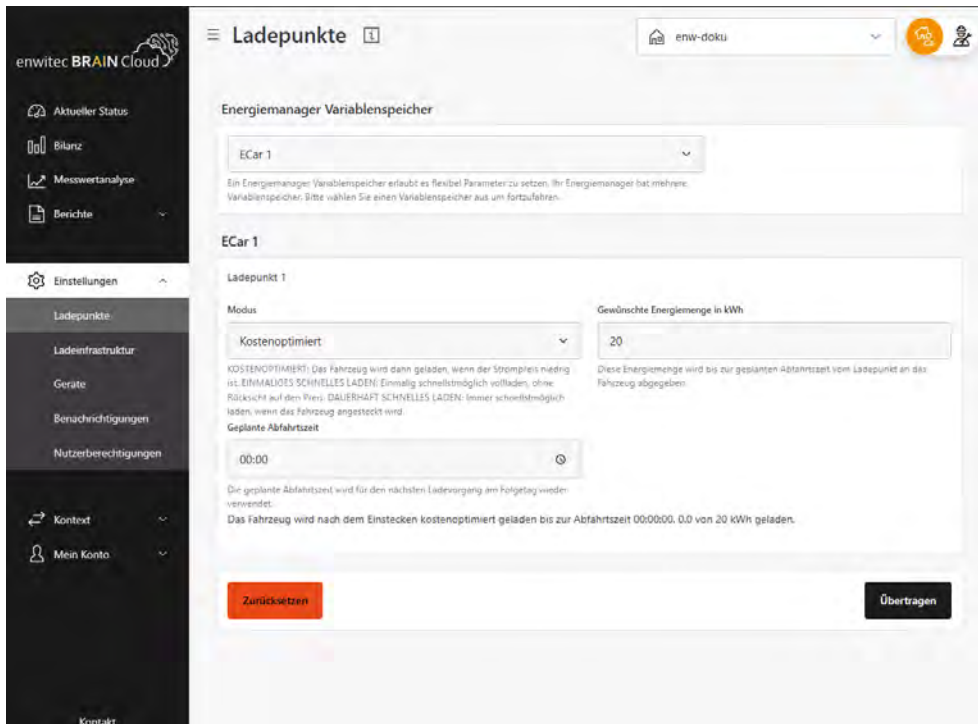 enwitec BRAIN Cloud
Aktueller Status
Bilanz
Messwertanalyse
Berichte
Einstellungen
Ladepunkte
Ladeinfrastruktur
Geräte
Benachrichtigungen
Nutzerberechtigungen
Kontext
Mein Konto
Kontakt
Ladepunkte
enw-doku
Energiemanager Variablenspeicher
ECar 1
Ein Energiemanager Variablenspeicher erlaubt es flexibel Parameter zu setzen. Ihr Energiemanager hat mehrere
Variablenspeicher. Bitte wählen Sie einen Variablenspeicher aus um fortzufahren.
ECar 1
Ladepunkt 1
Modus
Kostenoptimiert
KOSTENOPTIMIERT: Das Fahrzeug wird dann geladen, wenn der Strompreis niedrig
ist. EINMALIGES SCHNELLES LADEN: Einmalig schnellstmöglich vollladen, ohne
Rücksicht auf den Preis. DAUERHAFT SCHNELLES LADEN: Immer schnellstmöglich
laden, wenn das Fahrzeug angesteckt wird.
Gewünschte Energiemenge in kWh
20
Diese Energiemenge wird bis zur geplanten Abfahrtszeit vom Ladepunkt an das
Fahrzeug abgegeben.
Geplante Abfahrtszeit
00:00
Die geplante Abfahrtszeit wird für den nächsten Ladevorgang am Folgetag wieder
verwendet.
Das Fahrzeug wird nach dem Einstecken kostenoptimiert geladen bis zur Abfahrtszeit 00:00:00. 0.0 von 20 kWh geladen.
Zurücksetzen
Übertragen